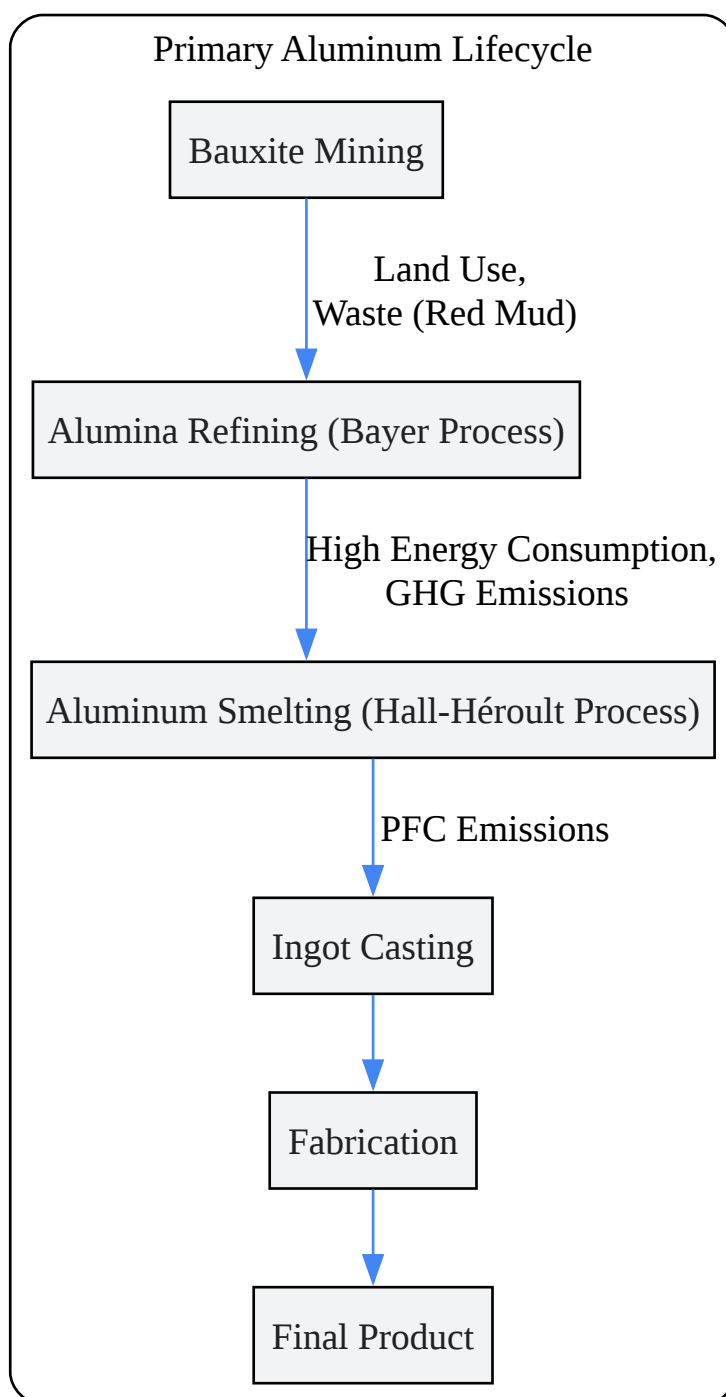 Primary Aluminum Lifecycle
Bauxite Mining
Land Use,
Waste (Red Mud)
Alumina Refining (Bayer Process)
High Energy Consumption,
GHG Emissions
Aluminum Smelting (Hall-Héroult Process)
PFC Emissions
Ingot Casting
Fabrication
Final Product